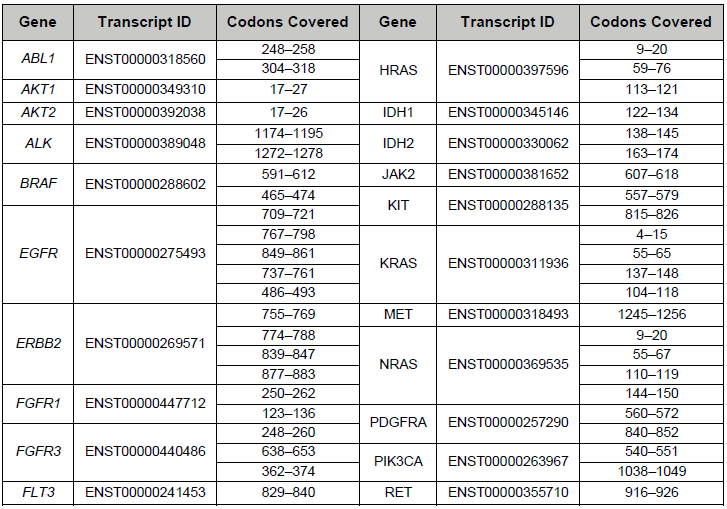 Gene Transcript ID Codons Covered Gene Transcript ID Codons Covered
ABL1 ENST00000318560 248–258
304–318
AKT1 ENST00000349310 17–27
AKT2 ENST00000392038 17–26
ALK ENST00000389048 1174–1195
1272–1278
BRAF ENST00000288602 591–612
465–474
EGFR ENST00000275493 709–721
767–798
849–861
737–761
486–493
ERBB2 ENST00000269571 755–769
774–788
839–847
877–883
FGFR1 ENST00000447712 250–262
123–136
FGFR3 ENST00000440486 248–260
638–653
362–374
FLT3 ENST00000241453 829–840
HRAS ENST00000397596 9–20
59–76
113–121
IDH1 ENST00000345146 122–134
IDH2 ENST00000330062 138–145
163–174
JAK2 ENST00000381652 607–618
KIT ENST00000288135 557–579
815–826
KRAS ENST00000311936 4–15
55–65
137–148
104–118
MET ENST00000318493 1245–1256
NRAS ENST00000369535 9–20
55–67
110–119
144–150
PDGFRA ENST00000257290 560–572
840–852
PIK3CA ENST00000263967 540–551
1038–1049
RET ENST00000355710 916–926